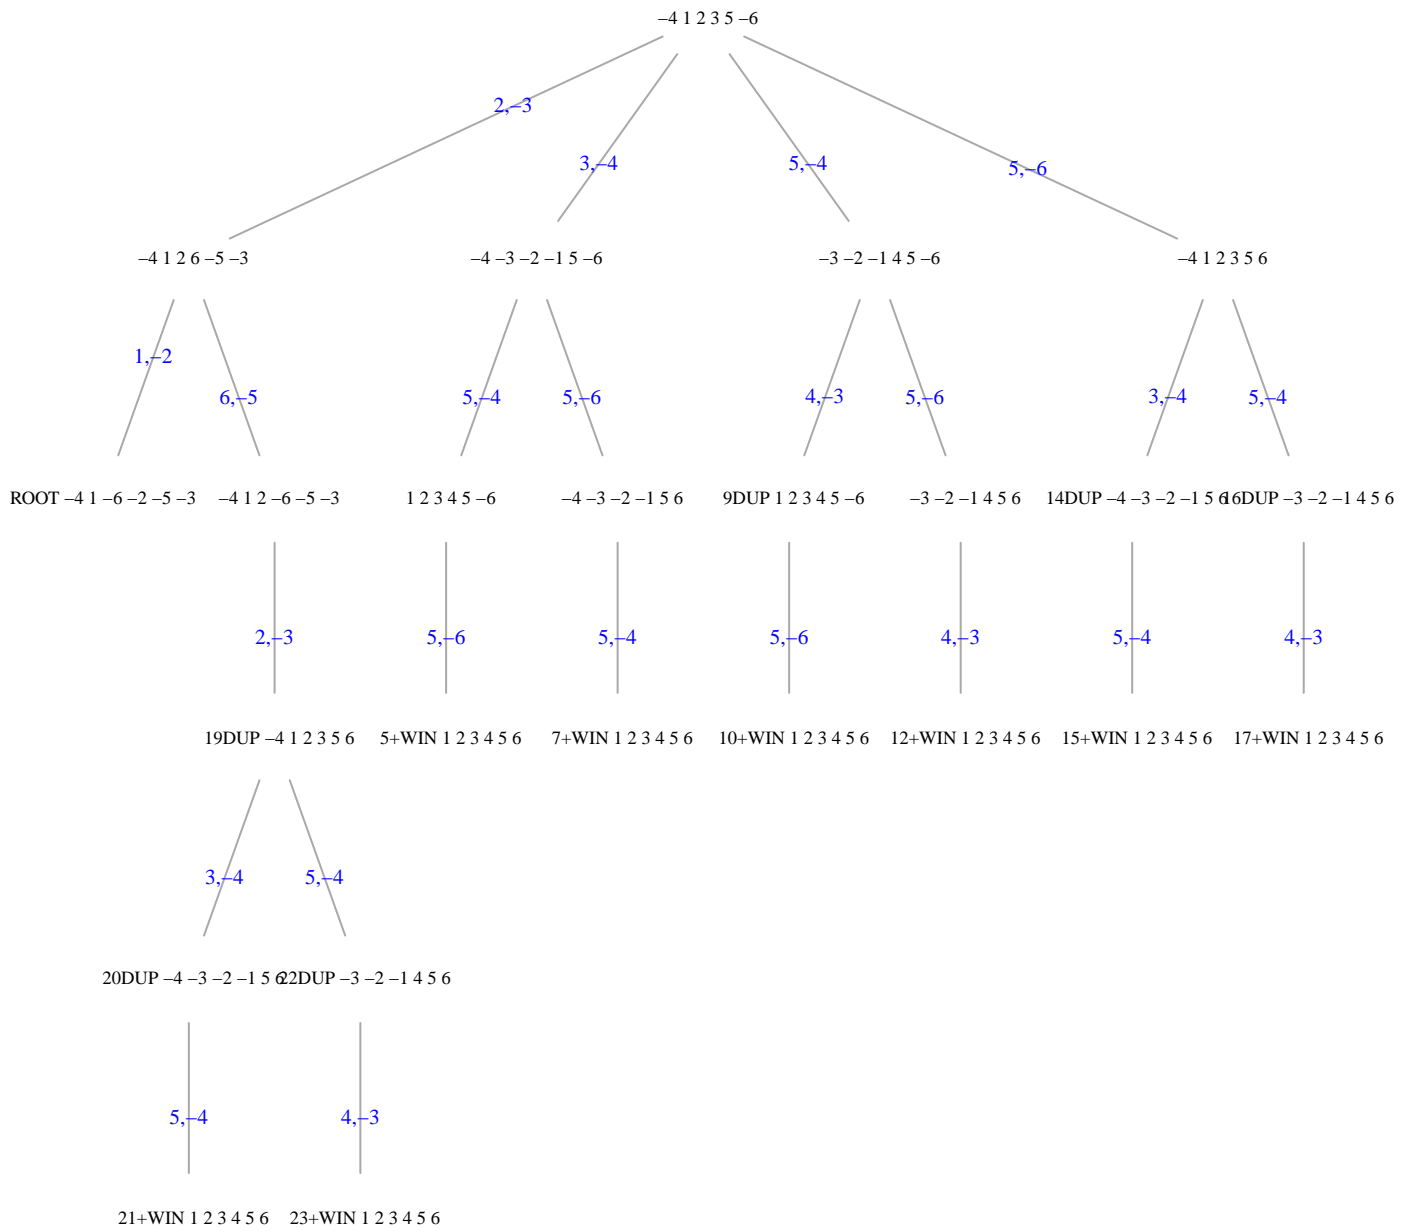 –4 1 2 3 5 –6
2,–3
3,–4
5,–4
5,–6
–4 1 2 6 –5 –3
–4 –3 –2 –1 5 –6
–3 –2 –1 4 5 –6
–4 1 2 3 5 6
1,–2
6,–5
5,–4
5,–6
4,–3
5,–6
3,–4
5,–4
ROOT –4 1 –6 –2 –5 –3
–4 1 2 –6 –5 –3
1 2 3 4 5 –6
–4 –3 –2 –1 5 6
9DUP 1 2 3 4 5 –6
–3 –2 –1 4 5 6
14DUP –4 –3 –2 –1 5 6
16DUP –3 –2 –1 4 5 6
2,–3
5,–6
5,–4
5,–6
4,–3
5,–4
4,–3
19DUP –4 1 2 3 5 6
5+WIN 1 2 3 4 5 6
7+WIN 1 2 3 4 5 6
10+WIN 1 2 3 4 5 6
12+WIN 1 2 3 4 5 6
15+WIN 1 2 3 4 5 6
17+WIN 1 2 3 4 5 6
3,–4
5,–4
20DUP –4 –3 –2 –1 5 6
22DUP –3 –2 –1 4 5 6
5,–4
4,–3
21+WIN 1 2 3 4 5 6
23+WIN 1 2 3 4 5 6